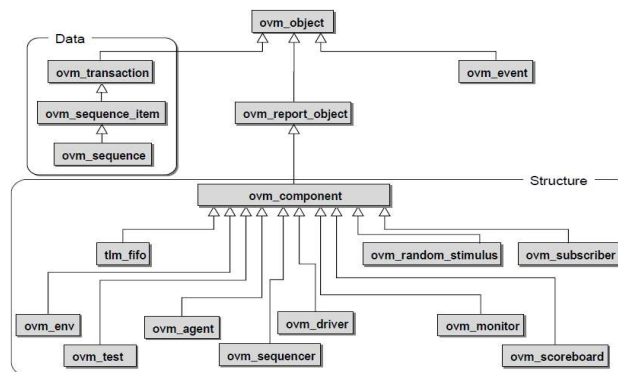 ovm_object
Data
ovm_transaction
ovm_event
ovm_sequence_item
ovm_report_object
ovm_sequence
Structure
ovm_component
tlm_fifo
ovm_random_stimulus
ovm_subscriber
ovm_env
ovm_agent
ovm_driver
ovm_monitor
ovm_test
ovm_sequencer
ovm_scoreboard